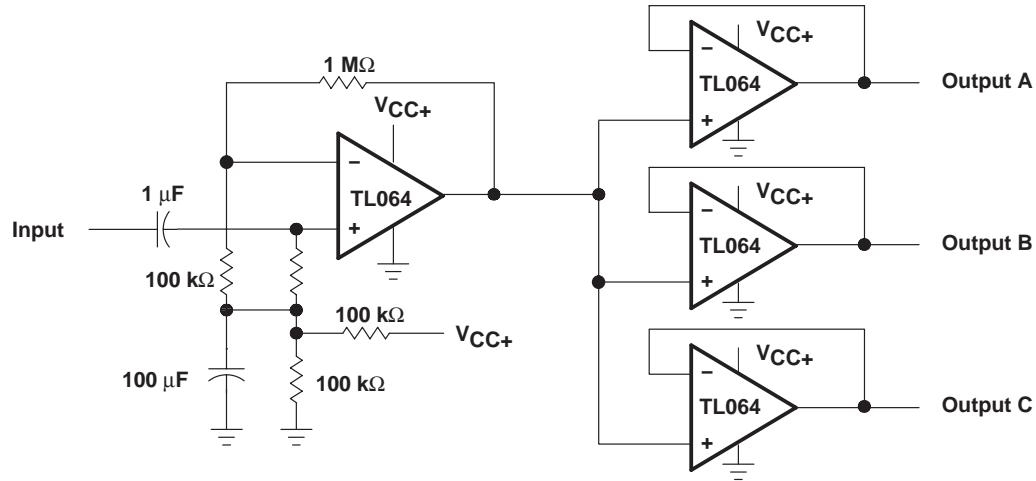 VCC+
TL064
Output A
1 MΩ
VCC+
TL064
1 μF
Input
100 kΩ
100 kΩ
VCC+
100 μF
100 kΩ
VCC+
TL064
Output B
VCC+
TL064
Output C
−
+
−
+
−
+
−
+